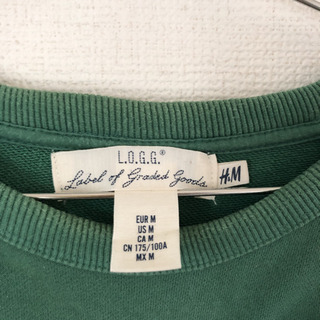 L.O.G.G.®
Label of Graded Goods.
H&M
EUR M
US M
CA M
CN 175/100A
MX M